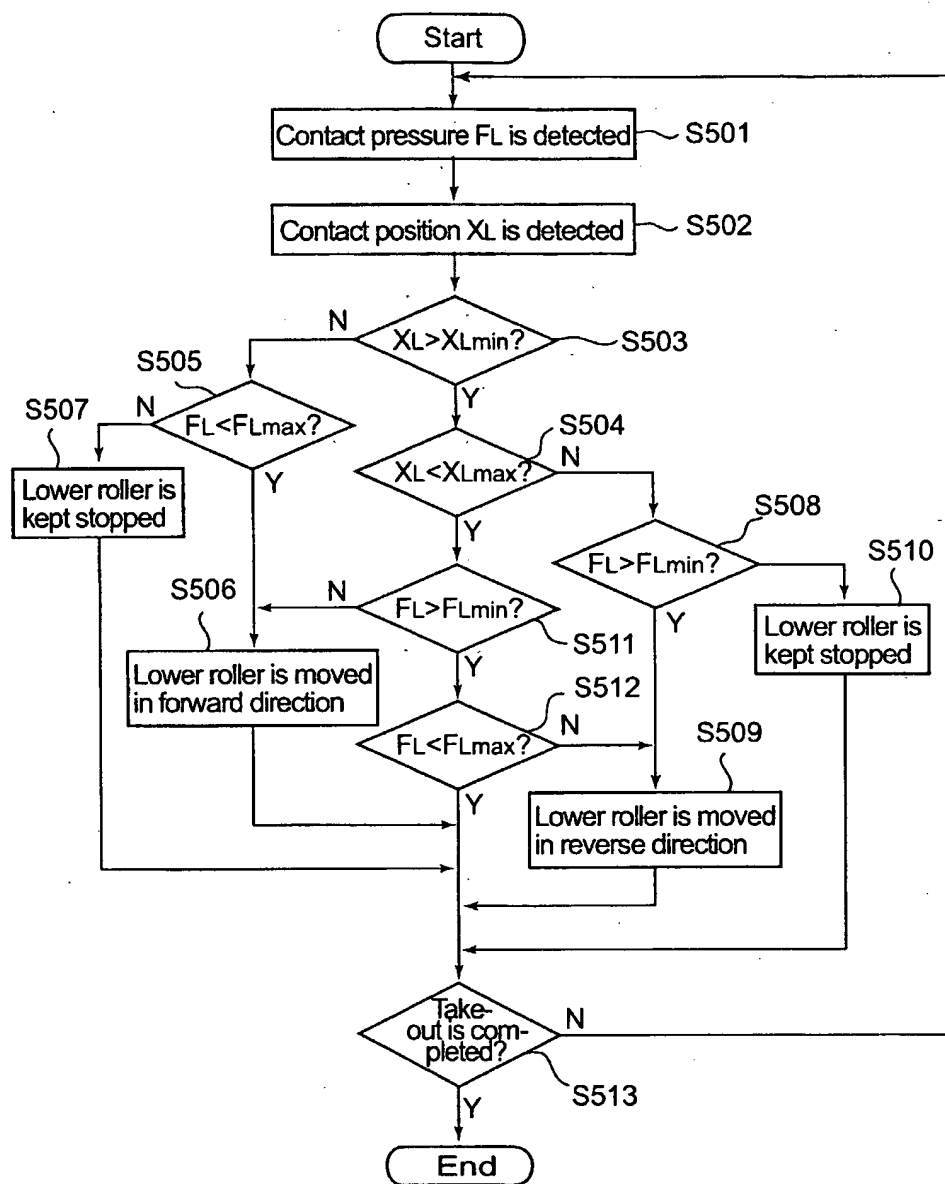 Start
Contact pressure FL is detected
S501
Contact position XL is detected
S502
N
XL>XLmin?
S503
Y
S505
N
FL<FLmax?
Y
S507
Lower roller is
kept stopped
S504
XL<XLmax?
N
Y
S508
FL>FLmin?
Y
S510
Lower roller is
kept stopped
N
FL>FLmin?
S511
Y
S506
Lower roller is moved
in forward direction
S512
FL<FLmax?
N
Y
S509
Lower roller is moved
in reverse direction
Take-
out is com-
pleted?
N
S513
Y
End